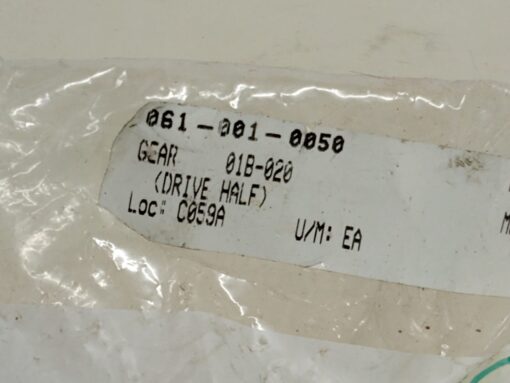 061-001-0050
GEAR 01B-020
(DRIVE HALF)
Loc: C059A
U/M: EA